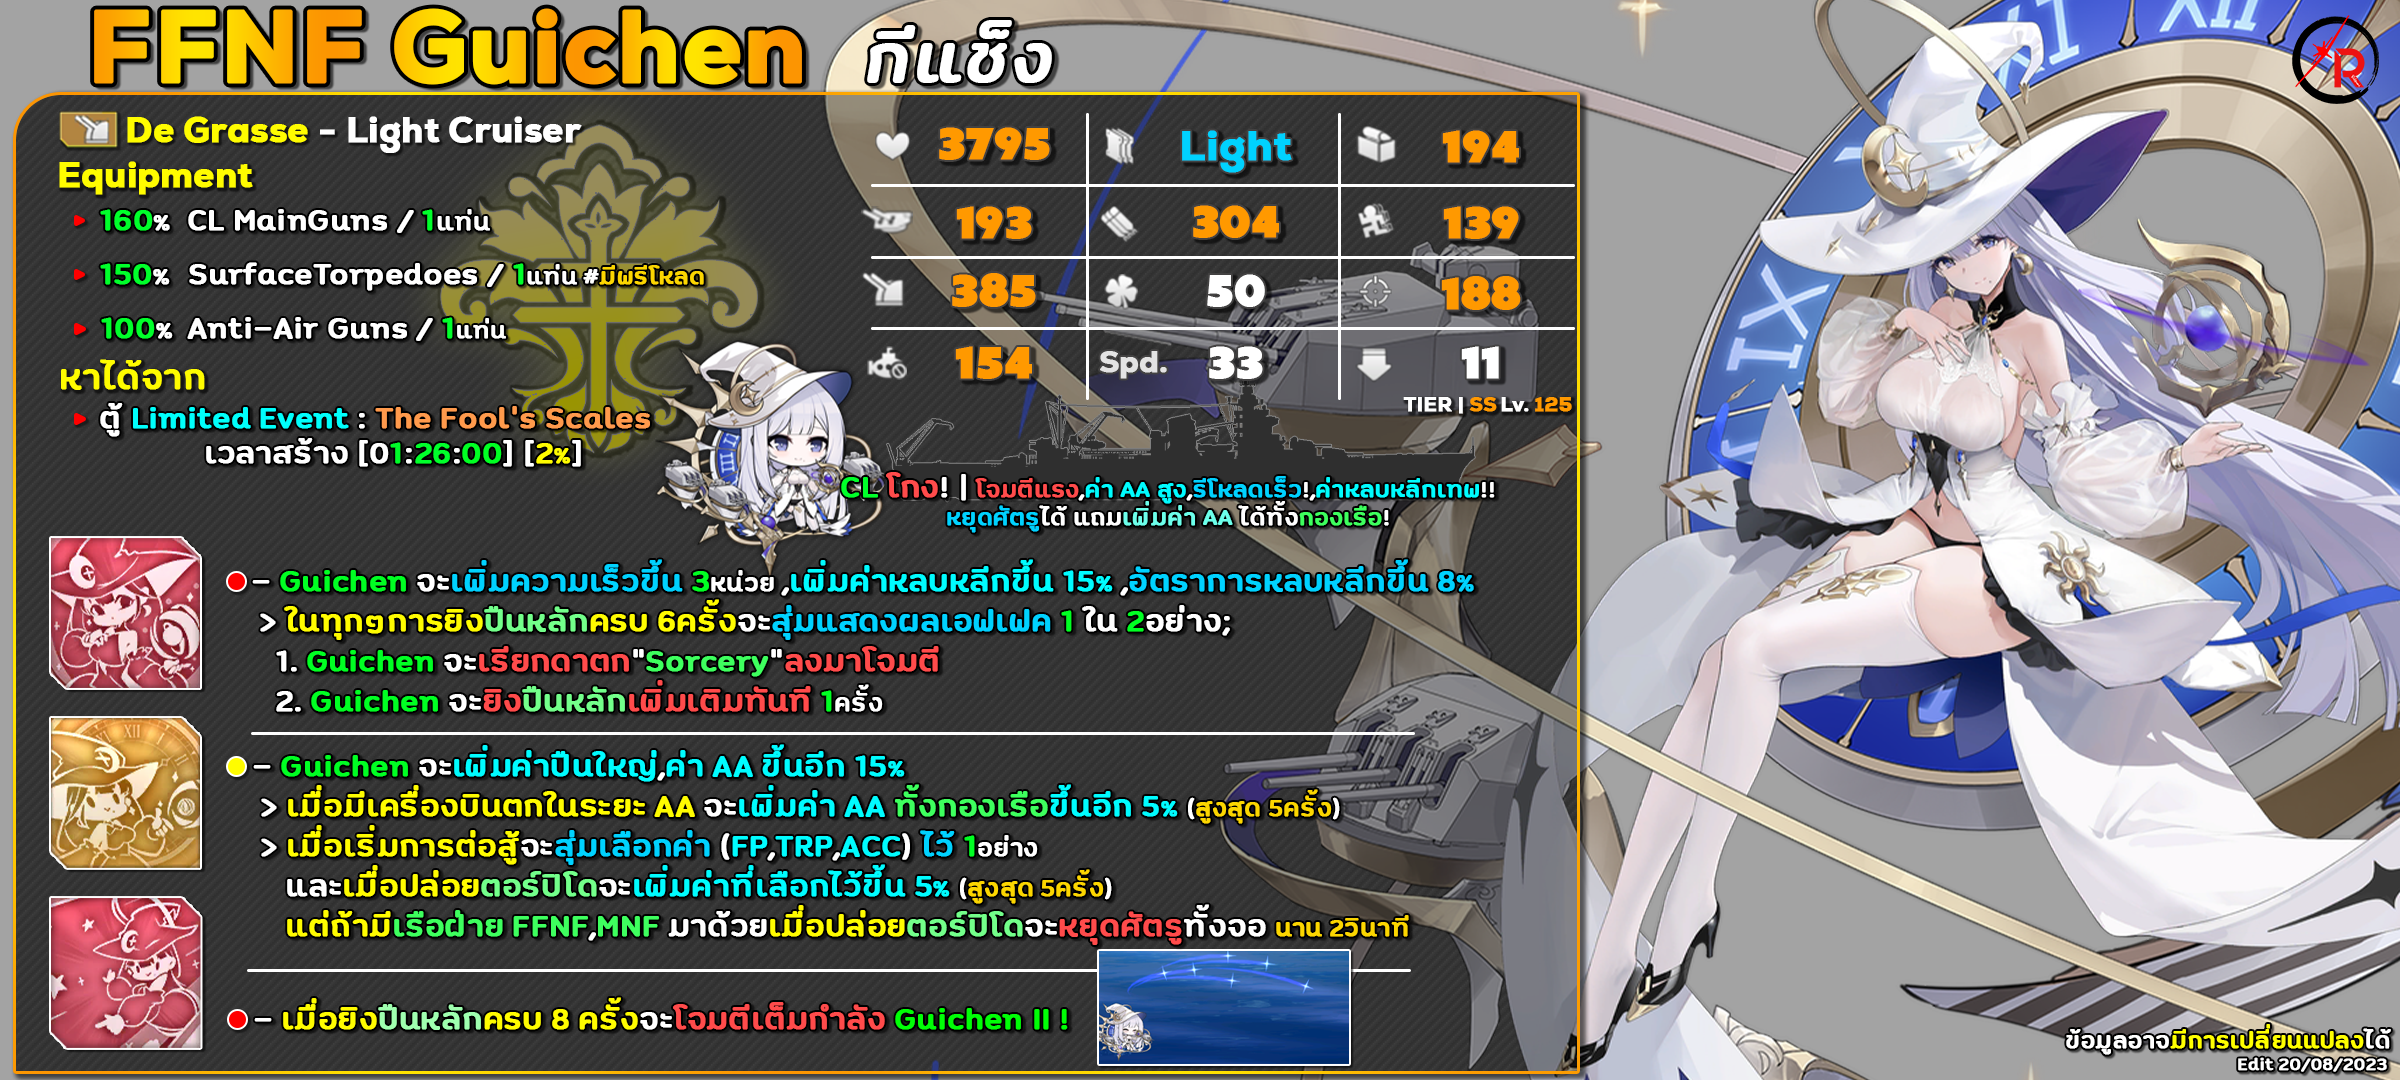 FFNF Guichen กีแช็ง
De Grasse - Light Cruiser
Equipment
160% CL MainGuns / 1แท่น
150% SurfaceTorpedoes / 1แท่น #มีพรีโหลด
100% Anti-Air Guns / 1แท่น
หาได้จาก
ตู้ Limited Event : The Fool's Scales
เวลาสร้าง [01:26:00] [2%]
3795 Light 194
193 304 139
385 50 188
154 Spd. 33 11
TIER | SS Lv. 125
CL โกง! | โจมตีแรง,ค่า AA สูง,รีโหลดเร็ว!,ค่าหลบหลีกเทพ!!
หยุดศัตรูได้ แถมเพิ่มค่า AA ได้ทั้งกองเรือ!
- Guichen จะเพิ่มความเร็วขึ้น 3หน่วย ,เพิ่มค่าหลบหลีกขึ้น 15% ,อัตราการหลบหลีกขึ้น 8%
> ในทุกๆการยิงปืนหลักครบ 6ครั้งจะสุ่มแสดงผลเอฟเฟค 1 ใน 2อย่าง;
1. Guichen จะเรียกดาตก"Sorcery"ลงมาโจมตี
2. Guichen จะยิงปืนหลักเพิ่มเติมทันที 1ครั้ง
- Guichen จะเพิ่มค่าปืนใหญ่,ค่า AA ขึ้นอีก 15%
> เมื่อมีเครื่องบินตกในระยะ AA จะเพิ่มค่า AA ทั้งกองเรือขึ้นอีก 5% (สูงสุด 5ครั้ง)
> เมื่อเริ่มการต่อสู้จะสุ่มเลือกค่า (FP,TRP,ACC) ไว้ 1อย่าง
และเมื่อปล่อยตอร์ปิโดจะเพิ่มค่าที่เลือกไว้ขึ้น 5% (สูงสุด 5ครั้ง)
แต่ถ้ามีเรือฝ่าย FFNF,MNF มาด้วยเมื่อปล่อยตอร์ปิโดจะหยุดศัตรูทั้งจอ นาน 2วินาที
- เมื่อยิงปืนหลักครบ 8 ครั้งจะโจมตีเต็มกำลัง Guichen II !
XI XII
IX
R
ข้อมูลอาจมีการเปลี่ยนแปลงได้
Edit 20/08/2023